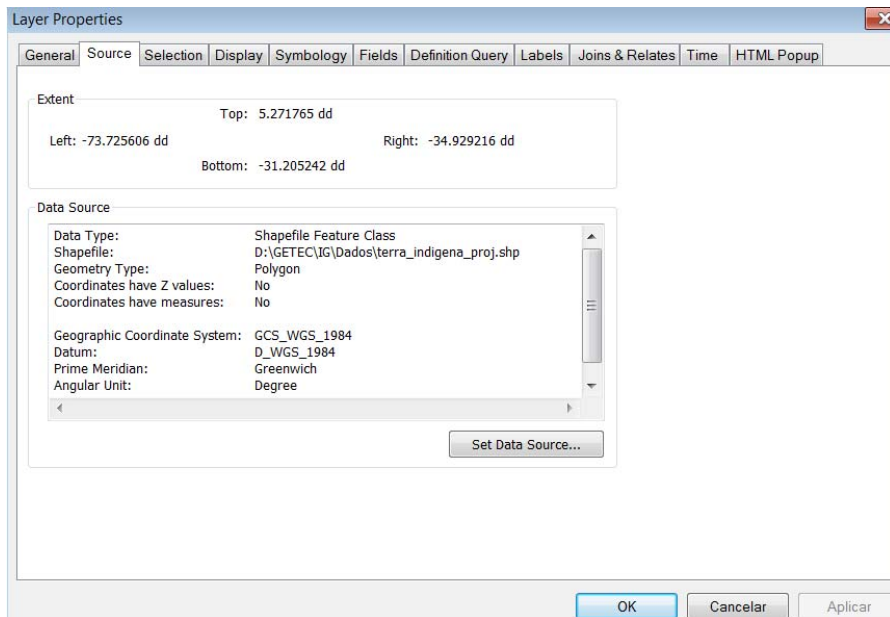 Layer Properties
General Source Selection Display Symbology Fields Definition Query Labels Joins & Relates Time HTML Popup
Extent
Top: 5.271765 dd
Left: -73.725606 dd Right: -34.929216 dd
Bottom: -31.205242 dd
Data Source
Data Type: Shapefile Feature Class
Shapefile: D:\GETEC\IG\Dados\terra_indigena_proj.shp
Geometry Type: Polygon
Coordinates have Z values: No
Coordinates have measures: No
Geographic Coordinate System: GCS_WGS_1984
Datum: D_WGS_1984
Prime Meridian: Greenwich
Angular Unit: Degree
Set Data Source...
OK Cancelar Aplicar